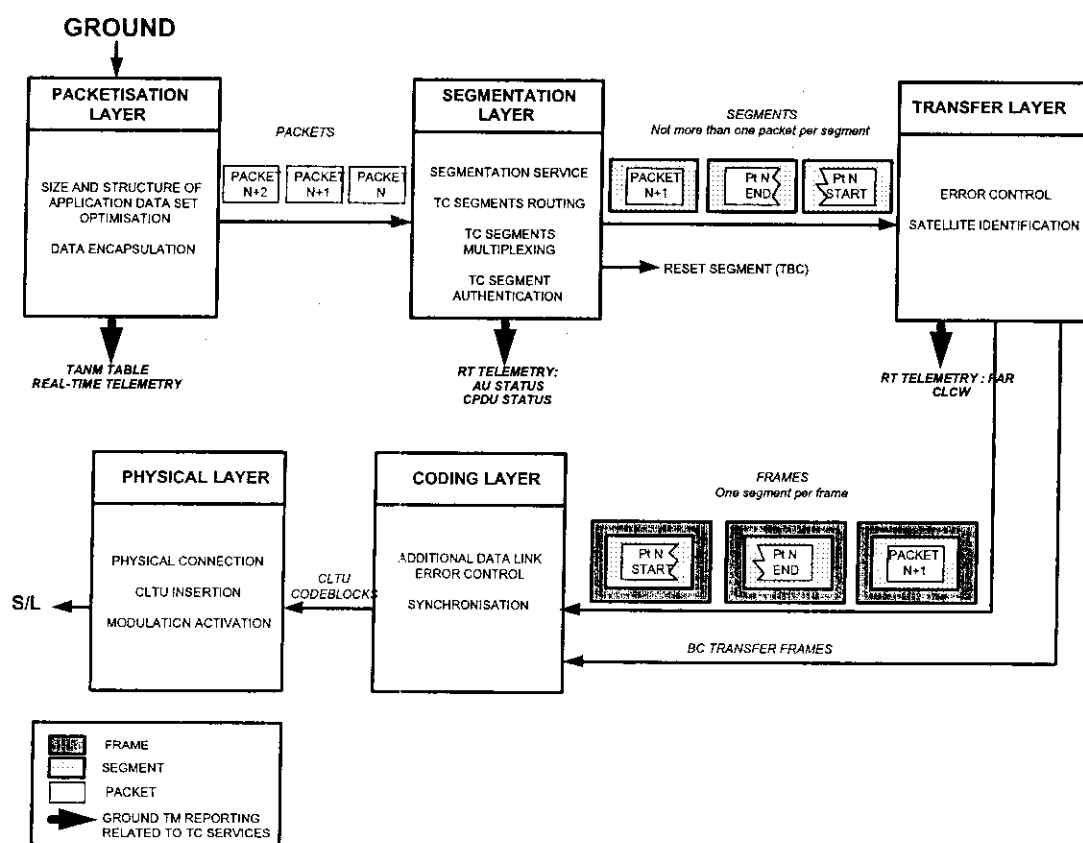 GROUND
PACKETISATION
LAYER
SIZE AND STRUCTURE OF
APPLICATION DATA SET
OPTIMISATION
DATA ENCAPSULATION
TANM TABLE
REAL-TIME TELEMETRY
PACKETS
PACKET
N+2
PACKET
N+1
PACKET
N
SEGMENTATION
LAYER
SEGMENTATION SERVICE
TC SEGMENTS ROUTING
TC SEGMENTS
MULTIPLEXING
TC SEGMENT
AUTHENTICATION
RT TELEMETRY:
AU STATUS
CPDU STATUS
SEGMENTS
Not more than one packet per segment
PACKET
N+1
Pt N
END
Pt N
START
RESET SEGMENT (TBC)
TRANSFER LAYER
ERROR CONTROL
SATELLITE IDENTIFICATION
RT TELEMETRY : FAR
CLCW
PHYSICAL LAYER
PHYSICAL CONNECTION
CLTU INSERTION
MODULATION ACTIVATION
S/L
CLTU
CODEBLOCKS
CODING LAYER
ADDITIONAL DATA LINK
ERROR CONTROL
SYNCHRONISATION
FRAMES
One segment per frame
Pt N
START
Pt N
END
PACKET
N+1
BC TRANSFER FRAMES
FRAME
SEGMENT
PACKET
GROUND TM REPORTING
RELATED TO TC SERVICES